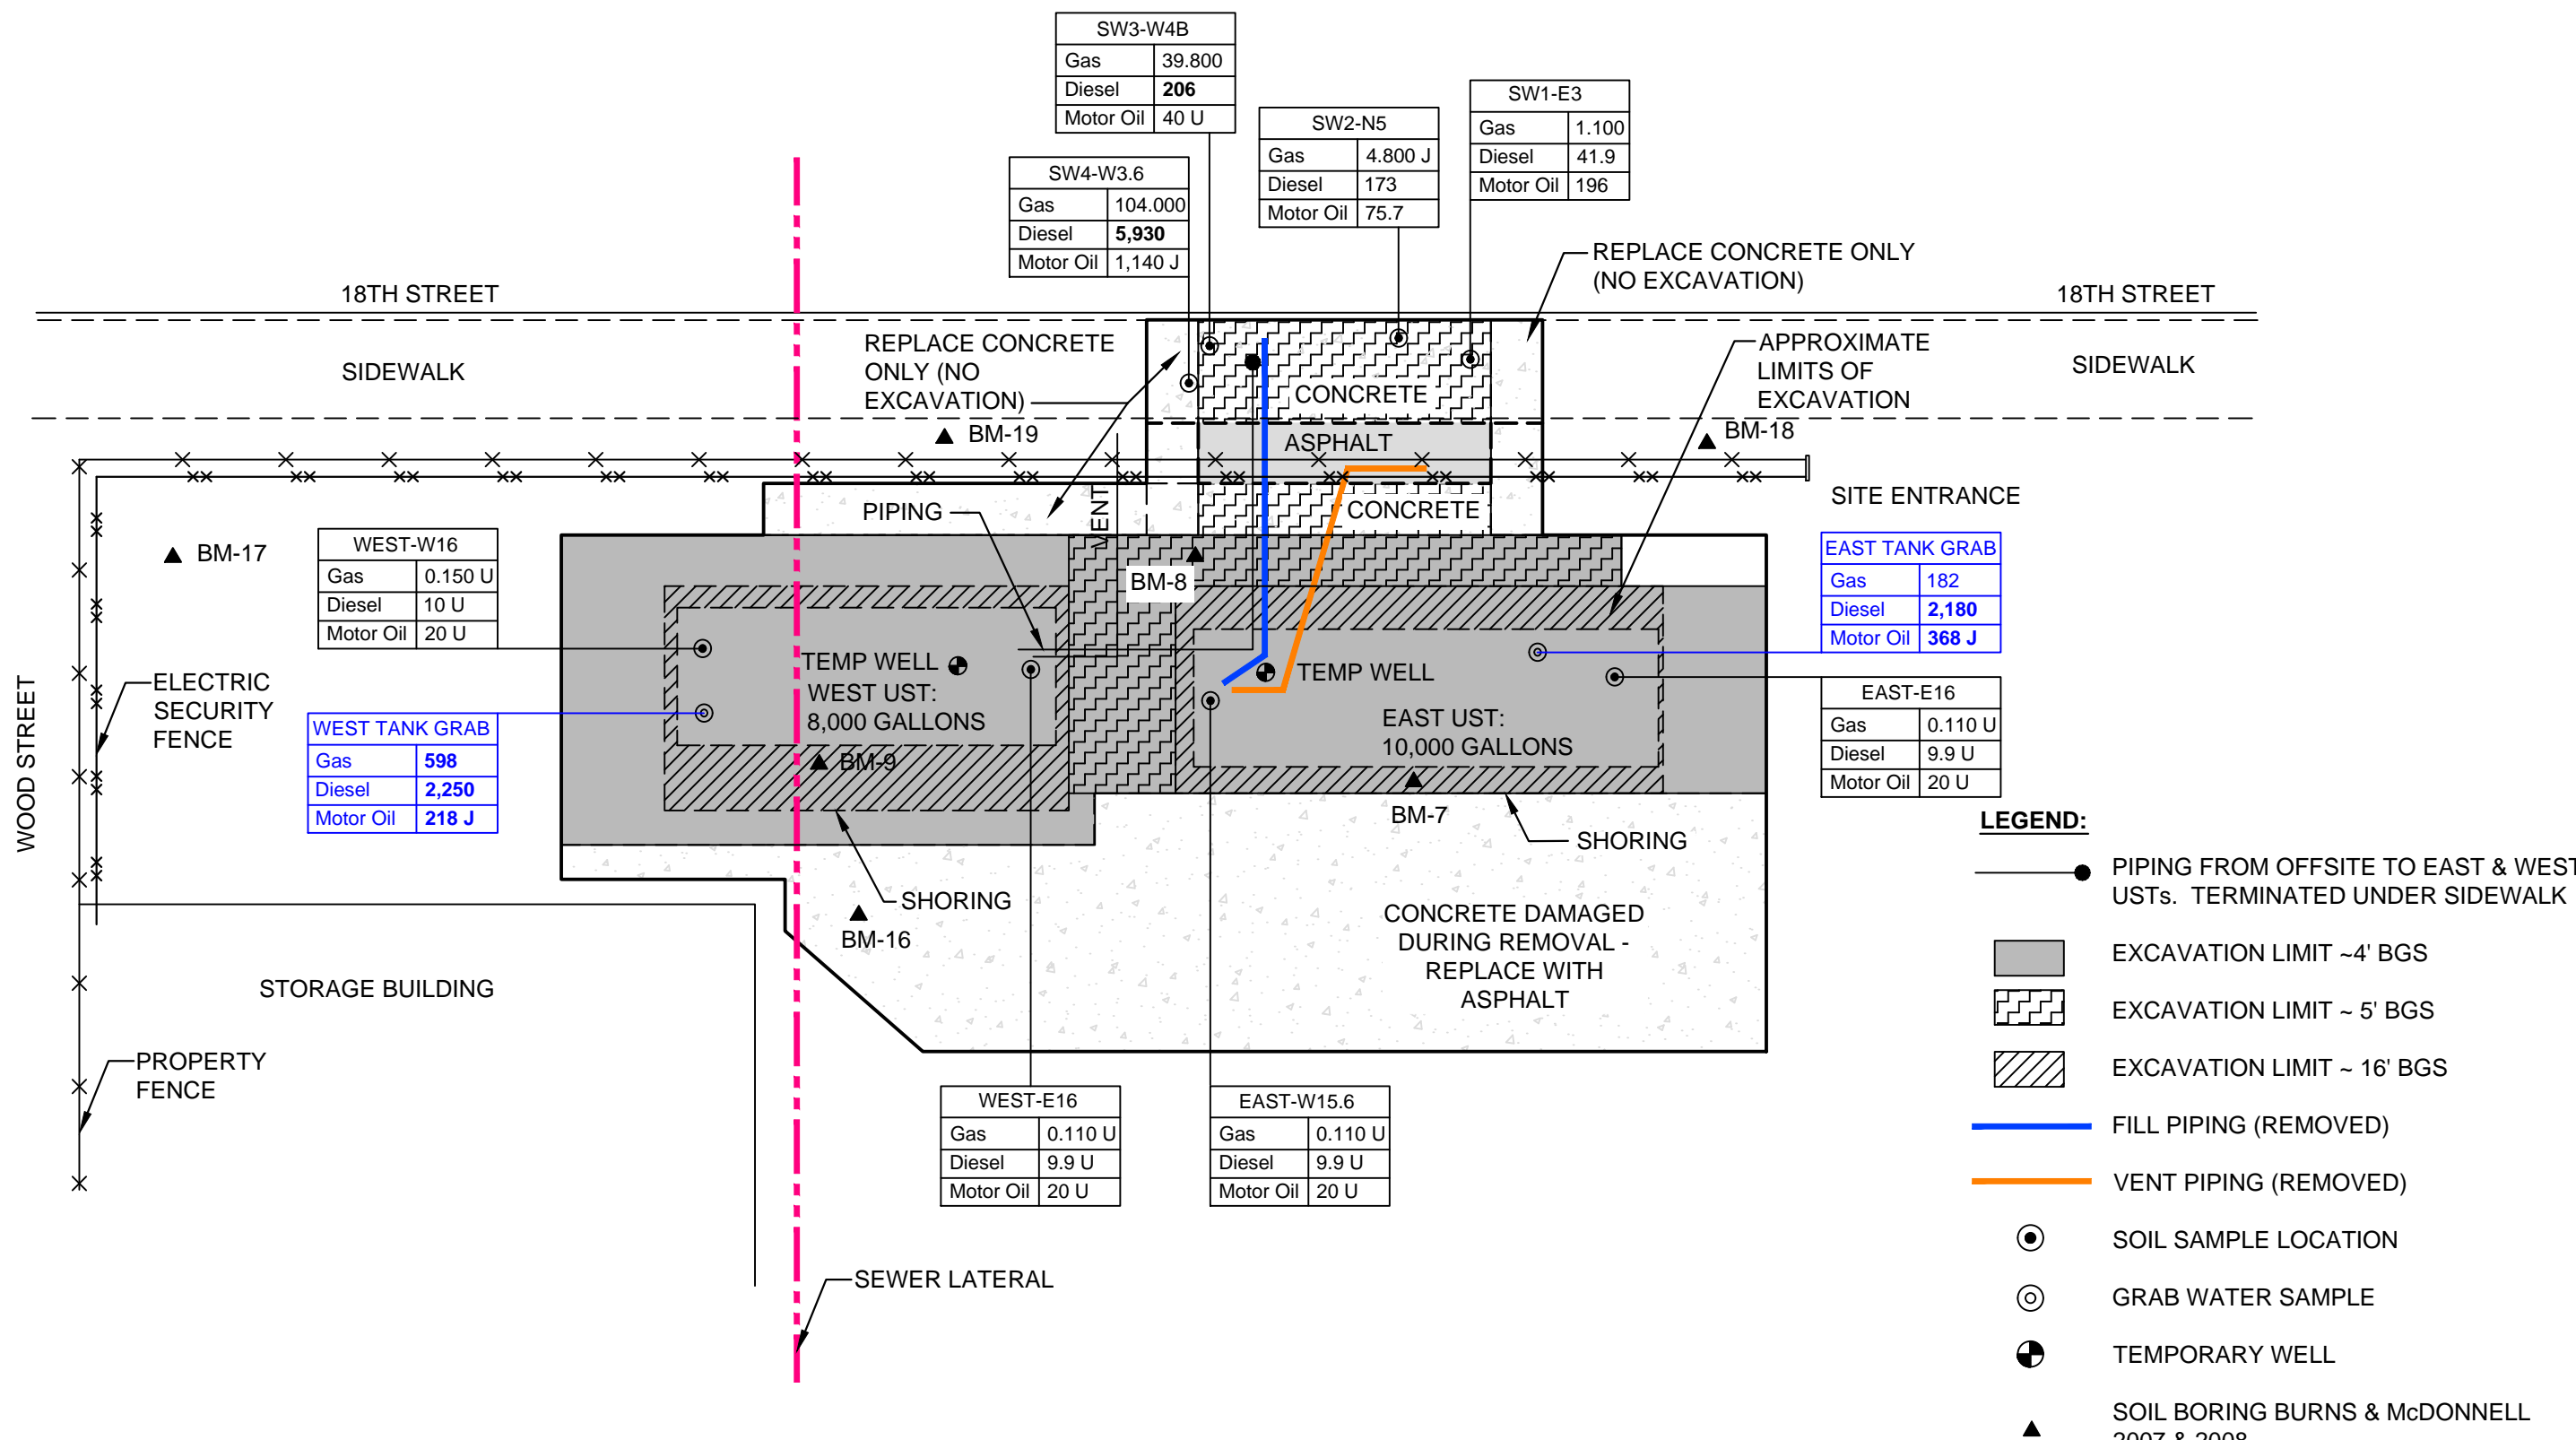 SW3-W4B
Gas 39.800
Diesel 206
Motor Oil 40 U
SW1-E3
Gas 1.100
Diesel 41.9
Motor Oil 196
SW2-N5
Gas 4.800 J
Diesel 173
Motor Oil 75.7
SW4-W3.6
Gas 104.000
Diesel 5,930
Motor Oil 1,140 J
REPLACE CONCRETE ONLY
(NO EXCAVATION)
18TH STREET
18TH STREET
REPLACE CONCRETE
ONLY (NO
EXCAVATION)
APPROXIMATE
LIMITS OF
EXCAVATION
SIDEWALK
SIDEWALK
CONCRETE
ASPHALT
BM-19
BM-18
SITE ENTRANCE
PIPING
VENT
CONCRETE
BM-17
WEST-W16
Gas 0.150 U
Diesel 10 U
Motor Oil 20 U
BM-8
EAST TANK GRAB
Gas 182
Diesel 2,180
Motor Oil 368 J
TEMP WELL
WEST UST:
8,000 GALLONS
TEMP WELL
EAST UST:
10,000 GALLONS
EAST-E16
Gas 0.110 U
Diesel 9.9 U
Motor Oil 20 U
WOOD STREET
ELECTRIC
SECURITY
FENCE
WEST TANK GRAB
Gas 598
Diesel 2,250
Motor Oil 218 J
BM-9
BM-7
SHORING
SHORING
BM-16
CONCRETE DAMAGED
DURING REMOVAL -
REPLACE WITH
ASPHALT
STORAGE BUILDING
PROPERTY
FENCE
WEST-E16
Gas 0.110 U
Diesel 9.9 U
Motor Oil 20 U
EAST-W15.6
Gas 0.110 U
Diesel 9.9 U
Motor Oil 20 U
SEWER LATERAL
LEGEND:
PIPING FROM OFFSITE TO EAST & WEST
USTs. TERMINATED UNDER SIDEWALK
EXCAVATION LIMIT ~4' BGS
EXCAVATION LIMIT ~ 5' BGS
EXCAVATION LIMIT ~ 16' BGS
FILL PIPING (REMOVED)
VENT PIPING (REMOVED)
SOIL SAMPLE LOCATION
GRAB WATER SAMPLE
TEMPORARY WELL
SOIL BORING BURNS & McDONNELL
2007 & 2008